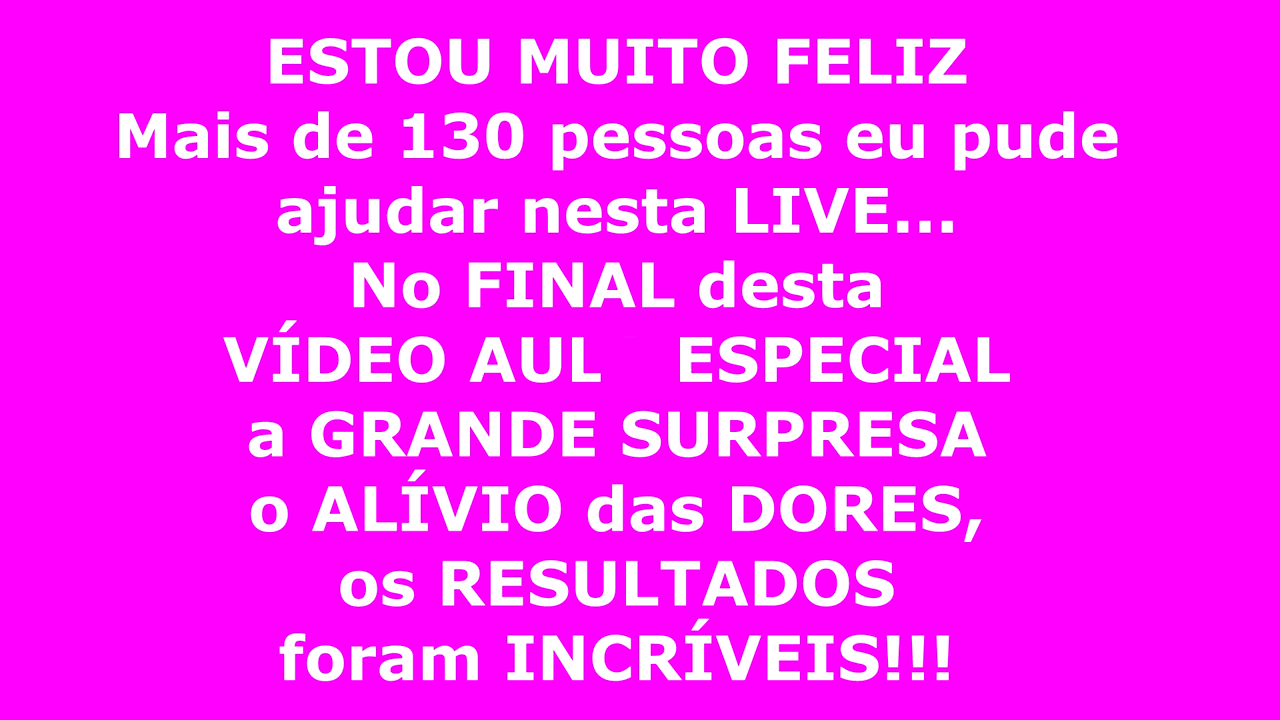 ESTOU MUITO FELIZ
Mais de 130 pessoas eu pude
ajudar nesta LIVE...
No FINAL desta
VÍDEO AUL ESPECIAL
a GRANDE SURPRESA
o ALÍVIO das DORES,
os RESULTADOS
foram INCRÍVEIS!!!